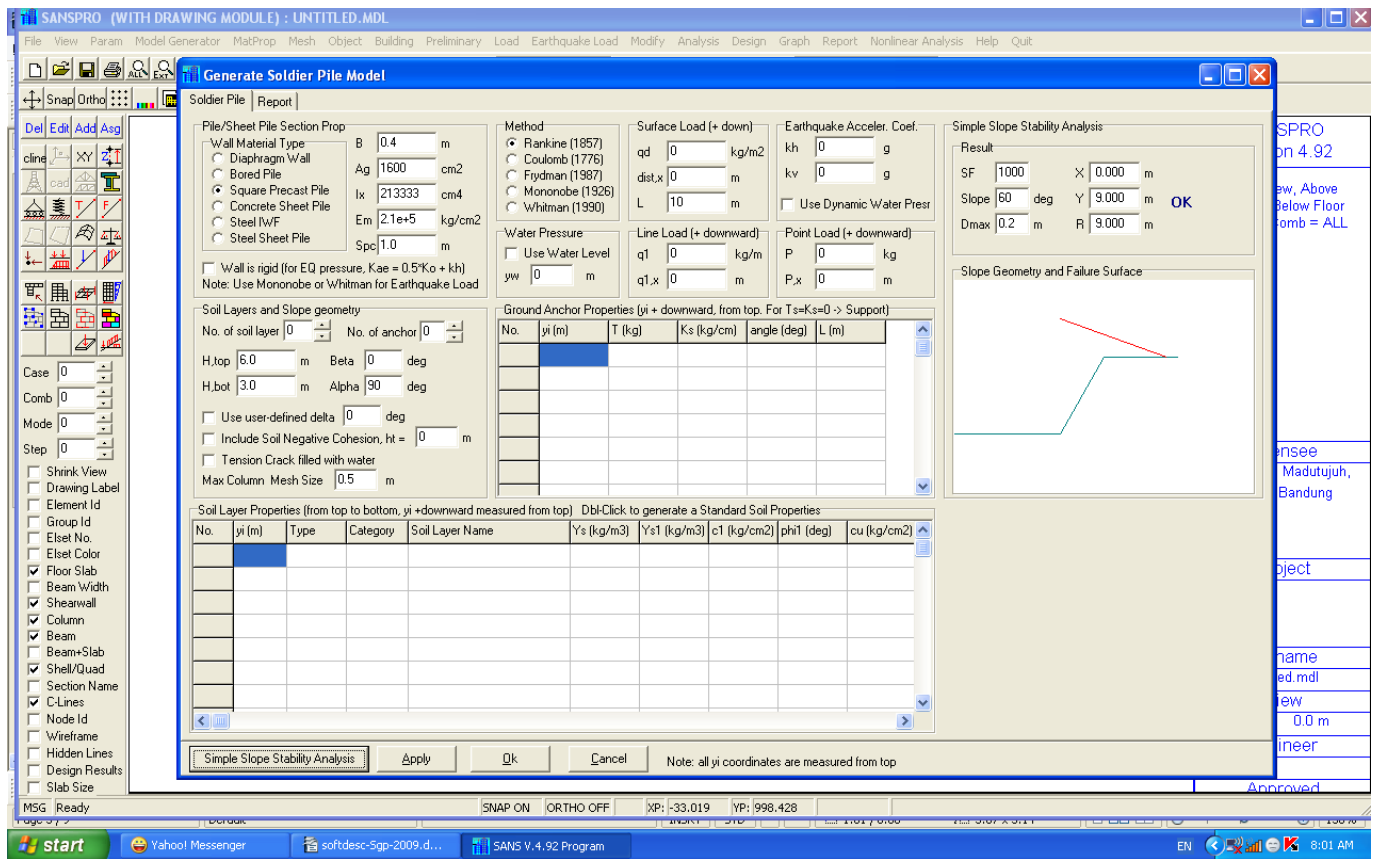 SANSPRO (WITH DRAWING MODULE) : UNTITLED.MDL
File View Param Model Generator MatProp Mesh Object Building Preliminary Load Earthquake Load Modify Analysis Design Graph Report Nonlinear Analysis Help Quit
ALL EXT
Snap Ortho
Generate Soldier Pile Model
Soldier Pile Report
Del Edit Add Asg
cline XY
cad
Case 0
Comb 0
Mode 0
Step 0
Shrink View
Drawing Label
Element Id
Group Id
Elset No.
Elset Color
Floor Slab
Beam Width
Shearwall
Column
Beam
Beam+Slab
Shell/Quad
Section Name
C-Lines
Node Id
Wireframe
Hidden Lines
Design Results
Slab Size
Pile/Sheet Pile Section Prop
Wall Material Type
Diaphragm Wall
Bored Pile
Square Precast Pile
Concrete Sheet Pile
Steel IWF
Steel Sheet Pile
B 0.4 m
Ag 1600 cm2
Ix 213333 cm4
Em 2.1e+5 kg/cm2
Spc 1.0 m
Wall is rigid (for EQ pressure, Kae = 0.5*Ko + kh)
Note: Use Mononobe or Whitman for Earthquake Load
Method
Rankine (1857)
Coulomb (1776)
Frydman (1987)
Mononobe (1926)
Whitman (1990)
Water Pressure
Use Water Level
yw 0 m
Surface Load (+ down)
qd 0 kg/m2
dist,x 0 m
L 10 m
Line Load (+ downward)
q1 0 kg/m
q1,x 0 m
Earthquake Acceler. Coef.
kh 0 g
kv 0 g
Use Dynamic Water Presr
Point Load (+ downward)
P 0 kg
P,x 0 m
Simple Slope Stability Analysis
Result
SF 1000 X 0.000 m
Slope 60 deg Y 9.000 m OK
Dmax 0.2 m R 9.000 m
Slope Geometry and Failure Surface
Soil Layers and Slope geometry
No. of soil layer 0 No. of anchor 0
H,top 6.0 m Beta 0 deg
H,bot 3.0 m Alpha 90 deg
Use user-defined delta 0 deg
Include Soil Negative Cohesion, ht = 0 m
Tension Crack filled with water
Max Column Mesh Size 0.5 m
Ground Anchor Properties (yi + downward, from top. For Ts=Ks=0 -> Support)
No. yi (m) T (kg) Ks (kg/cm) angle (deg) L (m)
Soil Layer Properties (from top to bottom, yi +downward measured from top) Dbl-Click to generate a Standard Soil Properties
No. yi (m) Type Category Soil Layer Name Ys (kg/m3) Ys1 (kg/m3) c1 (kg/cm2) phi1 (deg) cu (kg/cm2)
Simple Slope Stability Analysis Apply Ok Cancel Note: all yi coordinates are measured from top
SPRO
on 4.92
ew, Above
Below Floor
omb = ALL
ensee
Madutujuh,
Bandung
oject
name
ed.mdl
iew
0.0 m
ineer
Approved
MSG Ready SNAP ON ORTHO OFF XP: -33.019 YP: 998.428
start Yahoo! Messenger softdesc-Sgp-2009.d... SANS V.4.92 Program EN 8:01 AM